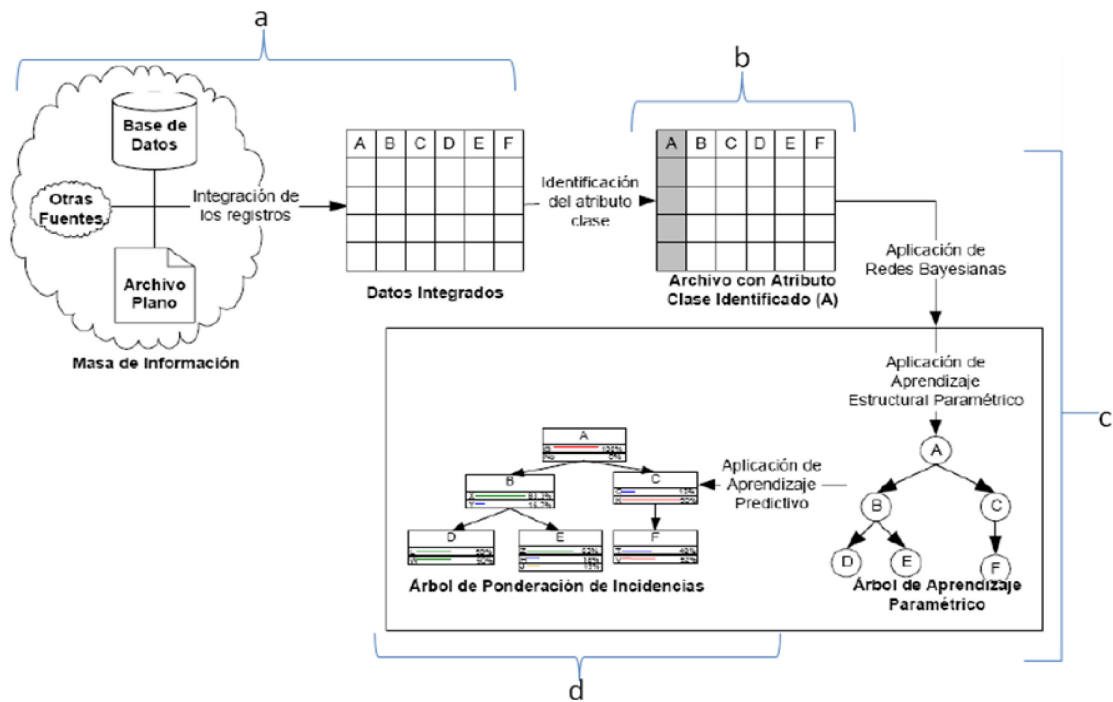 a
b
Base de
Datos
Otras
Fuentes
Archivo
Plano
Masa de Información
Integración de
los registros
A B C D E F
Datos Integrados
Identificación
del atributo
clase
A B C D E F
Archivo con Atributo
Clase Identificado (A)
Aplicación de
Redes Bayesianas
c
Aplicación de
Aprendizaje
Estructural Paramétrico
A
B C
D E F
Árbol de Aprendizaje
Paramétrico
Aplicación de
Aprendizaje
Predictivo
A
No 0%
B
X
Y
C
D
E
F
Árbol de Ponderación de Incidencias
d